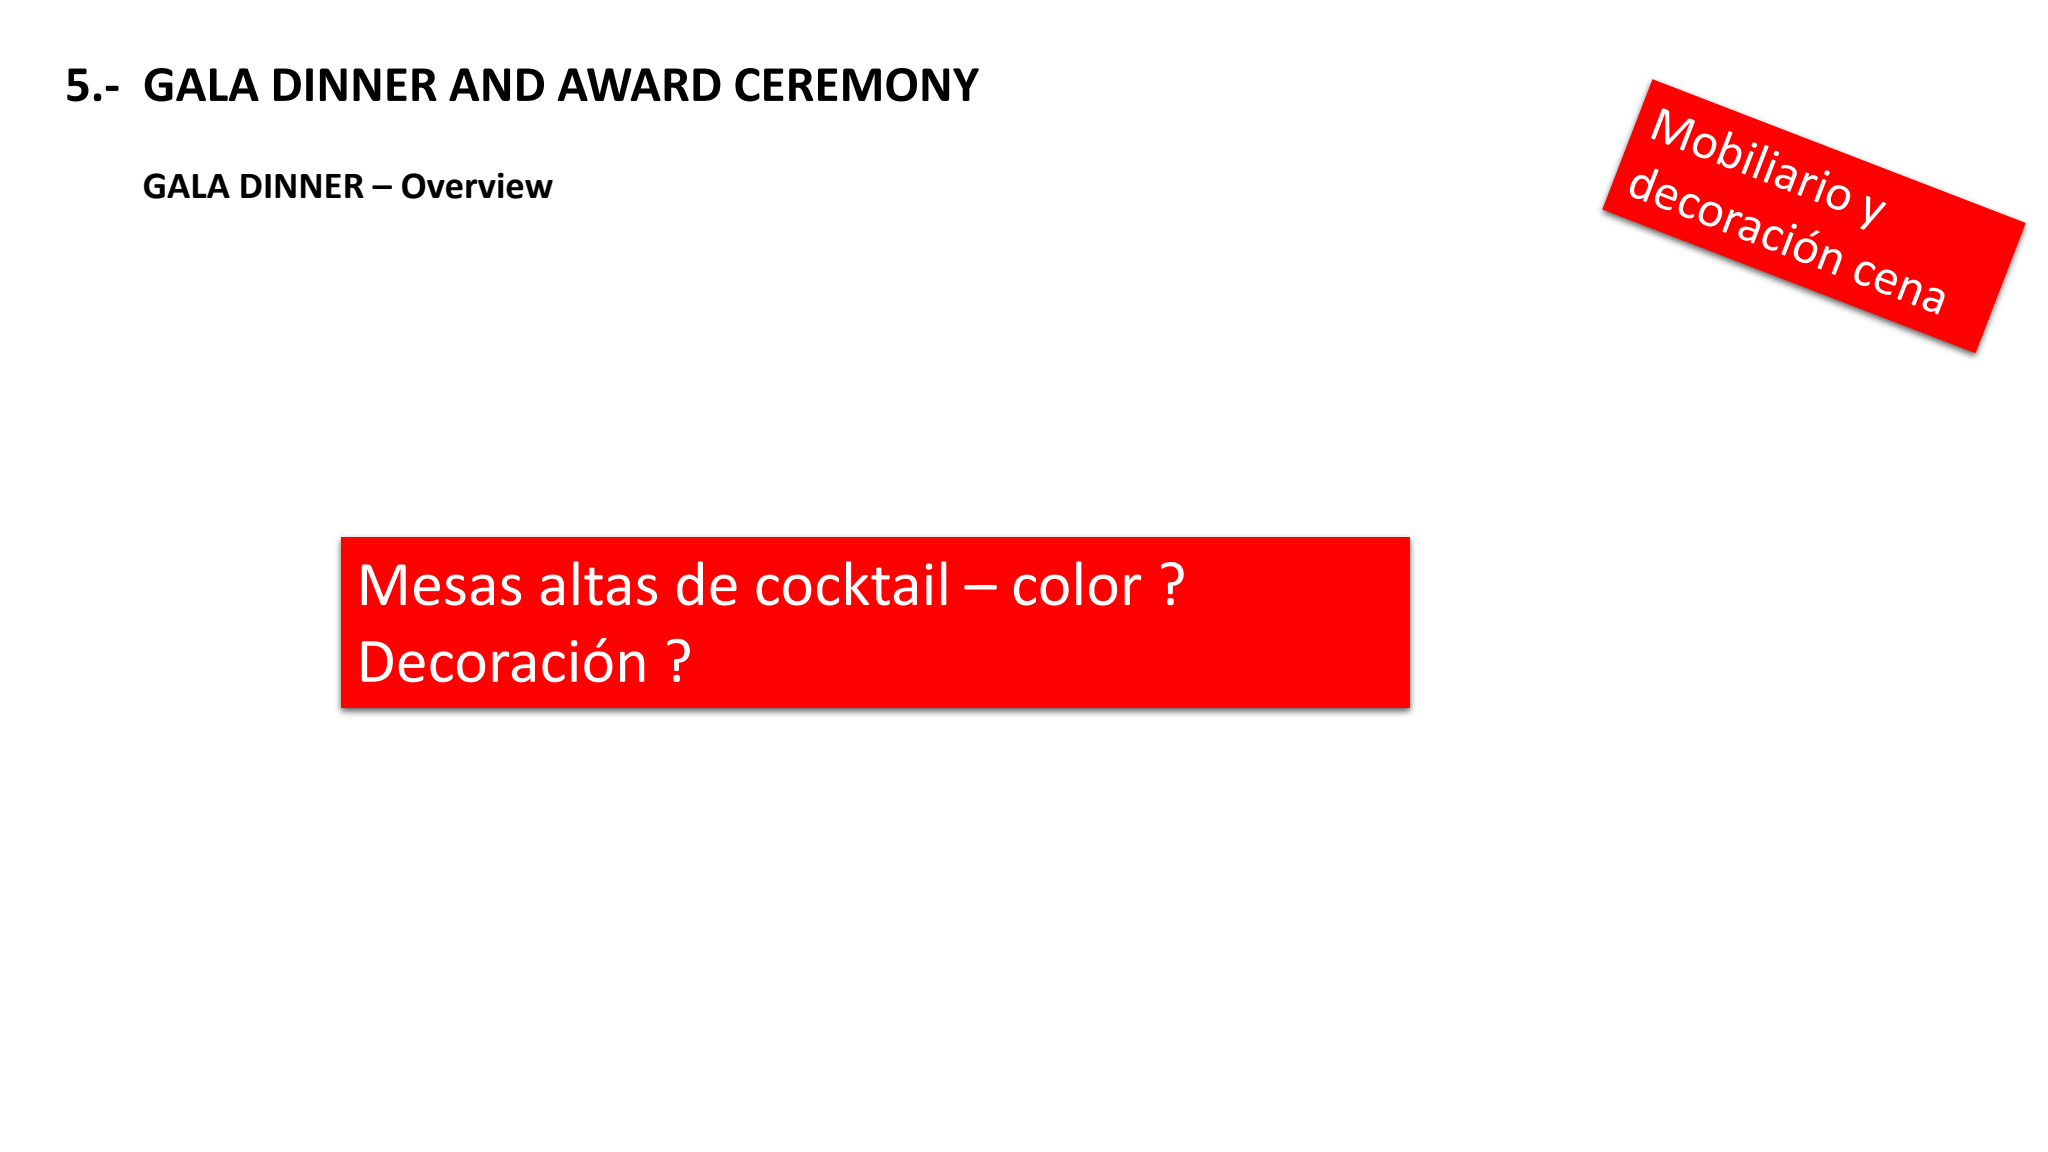 5.- GALA DINNER AND AWARD CEREMONY
GALA DINNER – Overview
Mobiliario y
decoración cena
Mesas altas de cocktail – color ?
Decoración ?